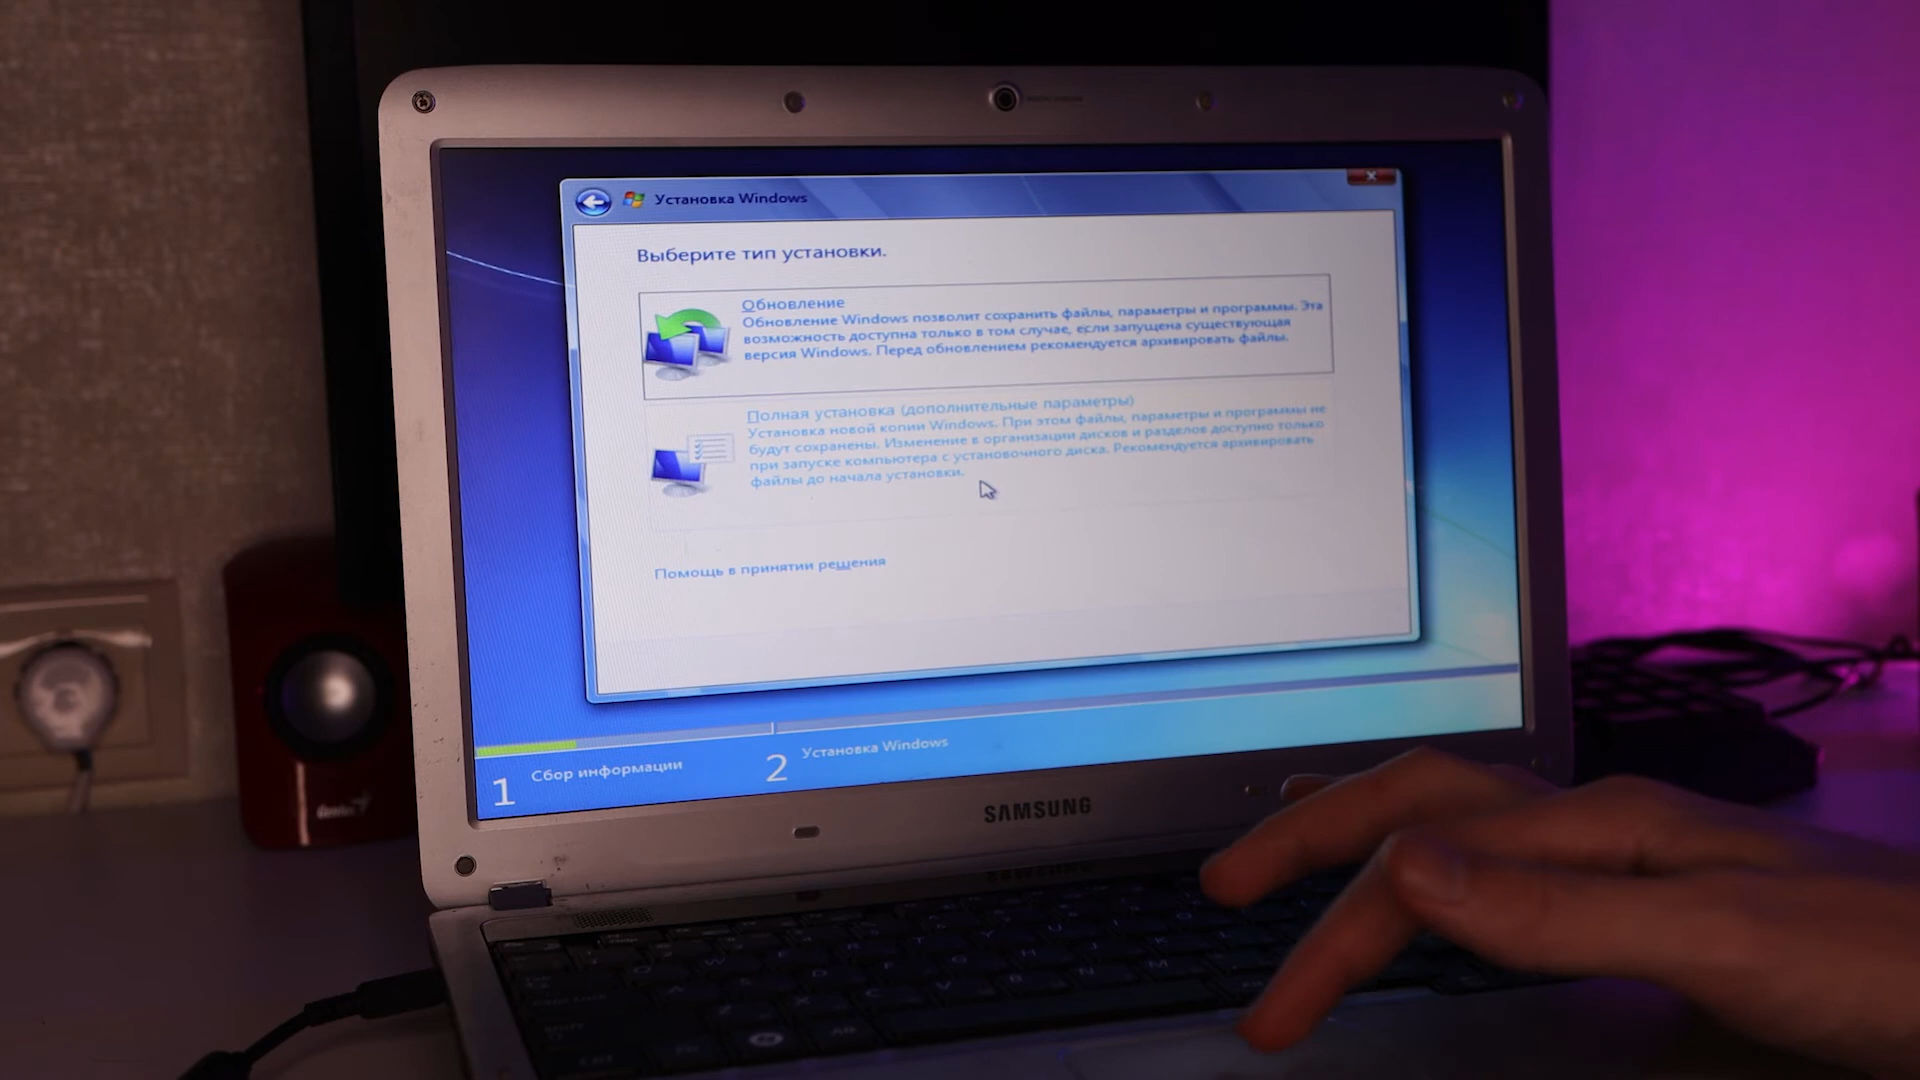 Установка Windows
Выберите тип установки.
Обновление
Обновление Windows позволит сохранить файлы, параметры и программы. Эта
возможность доступна только в том случае, если запущена существующая
версия Windows. Перед обновлением рекомендуется архивировать файлы.
Полная установка (дополнительные параметры)
Установка новой копии Windows. При этом файлы, параметры и программы не
будут сохранены. Изменение в организации дисков и разделов доступно только
при запуске компьютера с установочного диска. Рекомендуется архивировать
файлы до начала установки.
Помощь в принятии решения
1 Сбор информации
2 Установка Windows
SAMSUNG